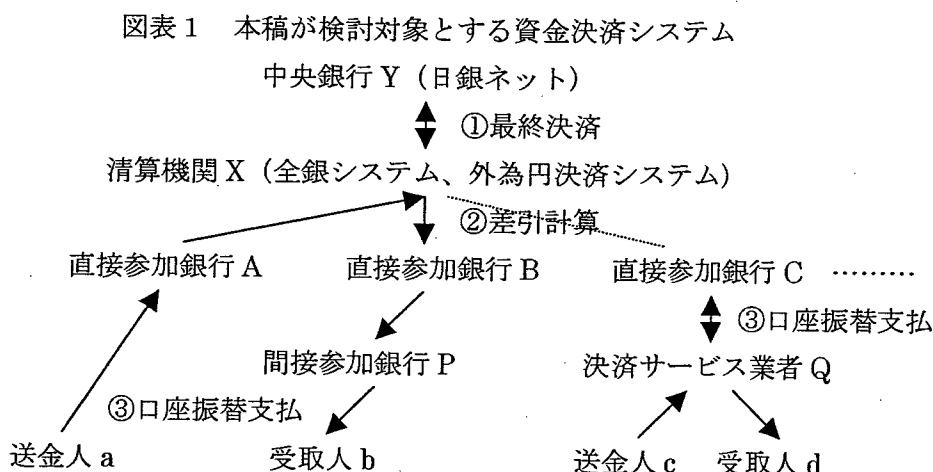 図表1 本稿が検討対象とする資金決済システム
中央銀行Y(日銀ネット)
①最終決済
清算機関X(全銀システム、外為円決済システム)
②差引計算
直接参加銀行A 直接参加銀行B 直接参加銀行C ………
③口座振替支払
間接参加銀行P 決済サービス業者Q
③口座振替支払
送金人a 受取人b 送金人c 受取人d